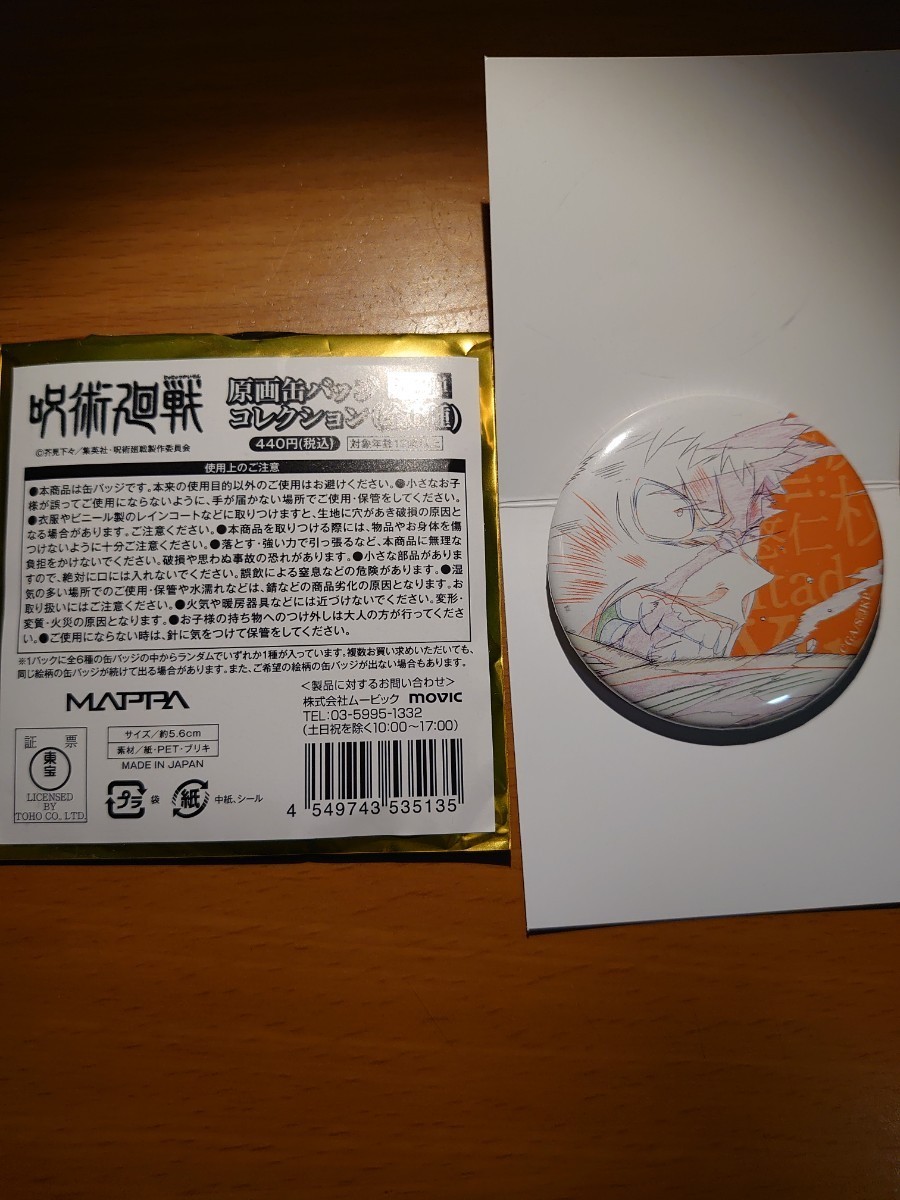 じゅじゅつかいせん
呪術廻戦
原画缶バッジ
コレクション
©芥見下々／集英社・呪術廻戦製作委員会
440円(税込)
対象年齢
使用上のご注意
●本商品は缶バッジです。本来の使用目的以外のご使用はお避けください。●小さなお子
様が誤ってご使用にならないように、手が届かない場所でご使用・保管をしてください。
●衣服やビニール製のレインコートなどに取りつけますと、生地に穴があき破損の原因と
なる場合があります。ご注意ください。●本商品を取りつける際には、物品やお身体を傷
つけないように十分ご注意ください。●落とす・強い力で引っ張るなど、本商品に無理な
負担をかけないでください。破損や思わぬ事故の恐れがあります。●小さな部品がありま
すので、絶対に口には入れないでください。誤飲による窒息などの危険があります。●湿
気の多い場所でのご使用・保管や水濡れなどは、錆などの商品劣化の原因となります。お
取り扱いにはご注意ください。●火気や暖房器具などには近づけないでください。変形・
変質・火災の原因となります。●お子様の持ち物へのつけ外しは大人の方が行ってくださ
い。●ご使用にならない時は、針に気をつけて保管をしてください。
※1パックに全6種の缶バッジの中からランダムでいずれか1種が入っています。複数お買い求めいただいても、
同じ絵柄の缶バッジが続けて出る場合があります。また、ご希望の絵柄の缶バッジが出ない場合もあります。
MAPPA
＜製品に対するお問い合わせ＞
株式会社ムービック movic
TEL:03-5995-1332
(土日祝を除く10:00～17:00)
証 票
東宝
LICENSED
BY
TOHO CO., LTD.
サイズ／約5.6cm
素材／紙・PET・ブリキ
MADE IN JAPAN
プラ 袋
紙 中紙、シール
4 549743 535135
悠仁
itad